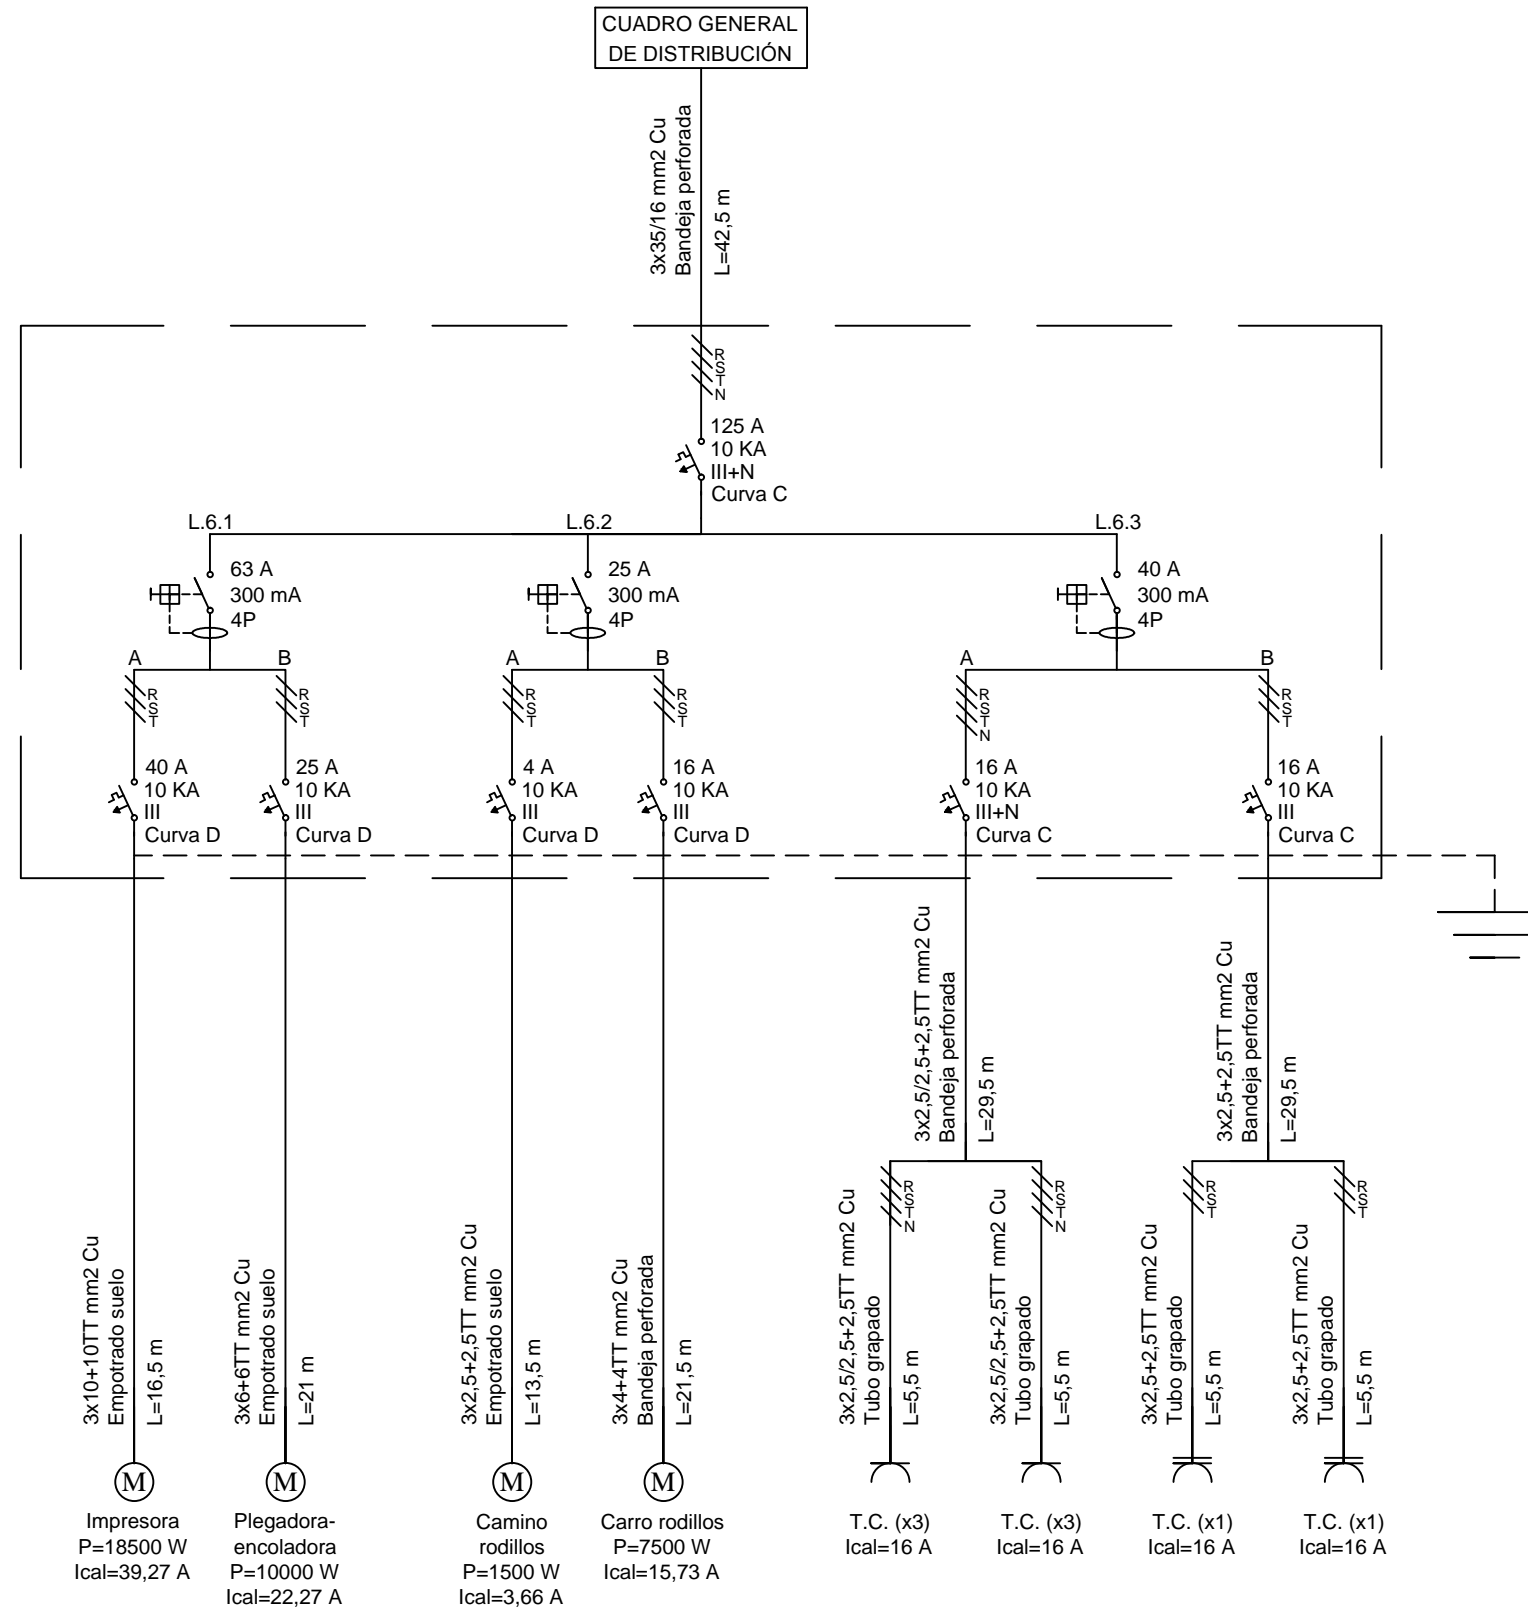 CUADRO GENERAL
DE DISTRIBUCIÓN
3x35/16 mm2 Cu
Bandeja perforada
L=42,5 m
R
S
T
N
125 A
10 KA
III+N
Curva C
L.6.1
L.6.2
L.6.3
63 A
300 mA
4P
25 A
300 mA
4P
40 A
300 mA
4P
A
B
A
B
A
B
R
S
T
R
S
T
R
S
T
R
S
T
R
S
T
N
R
S
T
40 A
10 KA
III
Curva D
25 A
10 KA
III
Curva D
4 A
10 KA
III
Curva D
16 A
10 KA
III
Curva D
16 A
10 KA
III+N
Curva C
16 A
10 KA
III
Curva C
3x2,5/2,5+2,5TT mm2 Cu
Bandeja perforada
L=29,5 m
3x2,5+2,5TT mm2 Cu
Bandeja perforada
L=29,5 m
R
S
T
N
R
S
T
N
R
S
T
R
S
T
3x10+10TT mm2 Cu
Empotrado suelo
L=16,5 m
3x6+6TT mm2 Cu
Empotrado suelo
L=21 m
3x2,5+2,5TT mm2 Cu
Empotrado suelo
L=13,5 m
3x4+4TT mm2 Cu
Bandeja perforada
L=21,5 m
3x2,5/2,5+2,5TT mm2 Cu
Tubo grapado
L=5,5 m
3x2,5/2,5+2,5TT mm2 Cu
Tubo grapado
L=5,5 m
3x2,5+2,5TT mm2 Cu
Tubo grapado
L=5,5 m
3x2,5+2,5TT mm2 Cu
Tubo grapado
L=5,5 m
M
M
M
M
Impresora
P=18500 W
Ical=39,27 A
Plegadora-
encoladora
P=10000 W
Ical=22,27 A
Camino
rodillos
P=1500 W
Ical=3,66 A
Carro rodillos
P=7500 W
Ical=15,73 A
T.C. (x3)
Ical=16 A
T.C. (x3)
Ical=16 A
T.C. (x1)
Ical=16 A
T.C. (x1)
Ical=16 A